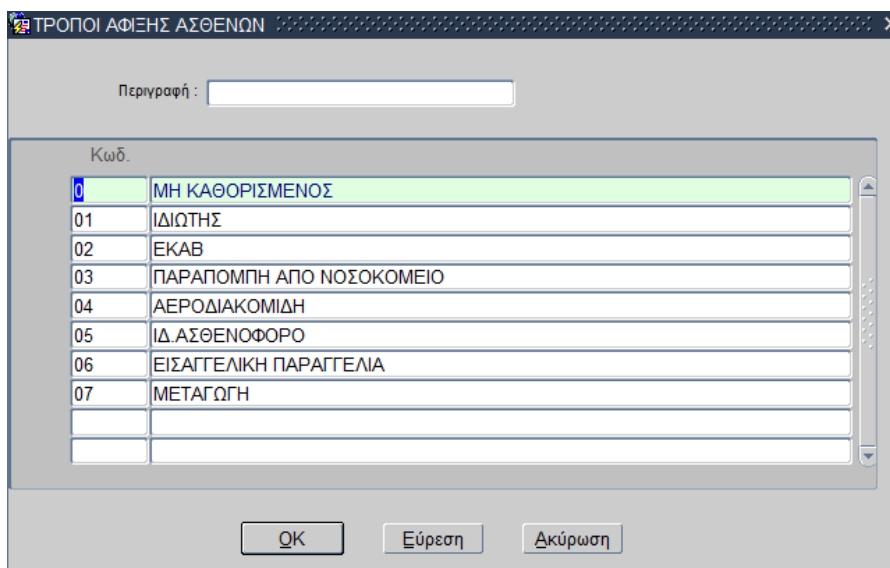 ΤΡΟΠΟΙ ΑΦΙΞΗΣ ΑΣΘΕΝΩΝ
Περιγραφή :
Κωδ.
0 ΜΗ ΚΑΘΟΡΙΣΜΕΝΟΣ
01 ΙΔΙΩΤΗΣ
02 ΕΚΑΒ
03 ΠΑΡΑΠΟΜΠΗ ΑΠΟ ΝΟΣΟΚΟΜΕΙΟ
04 ΑΕΡΟΔΙΑΚΟΜΙΔΗ
05 ΙΔ.ΑΣΘΕΝΟΦΟΡΟ
06 ΕΙΣΑΓΓΕΛΙΚΗ ΠΑΡΑΓΓΕΛΙΑ
07 ΜΕΤΑΓΩΓΗ
OK Εύρεση Ακύρωση